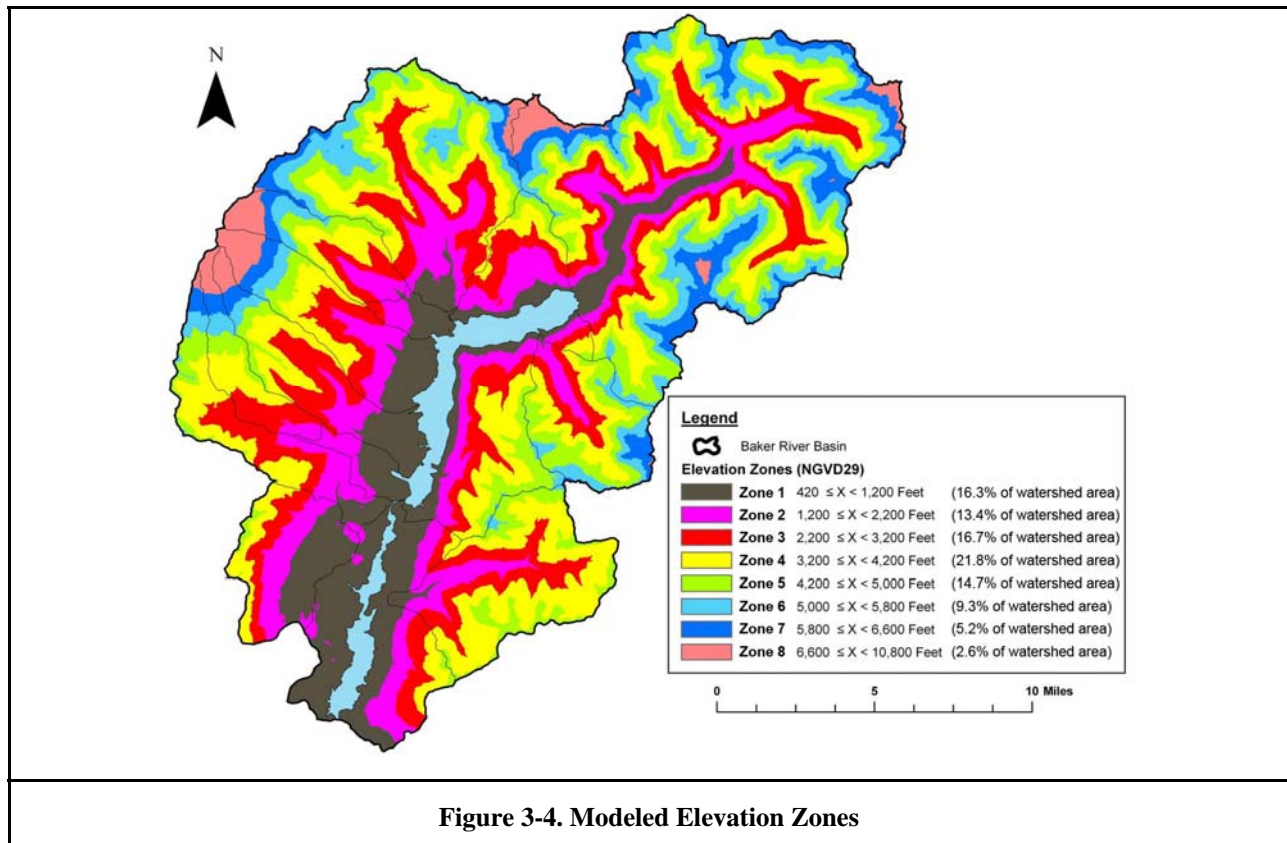 N
Legend
Baker River Basin
Elevation Zones (NGVD29)
Zone 1 420 ≤ X < 1,200 Feet (16.3% of watershed area)
Zone 2 1,200 ≤ X < 2,200 Feet (13.4% of watershed area)
Zone 3 2,200 ≤ X < 3,200 Feet (16.7% of watershed area)
Zone 4 3,200 ≤ X < 4,200 Feet (21.8% of watershed area)
Zone 5 4,200 ≤ X < 5,000 Feet (14.7% of watershed area)
Zone 6 5,000 ≤ X < 5,800 Feet (9.3% of watershed area)
Zone 7 5,800 ≤ X < 6,600 Feet (5.2% of watershed area)
Zone 8 6,600 ≤ X < 10,800 Feet (2.6% of watershed area)
0 5 10 Miles
Figure 3-4. Modeled Elevation Zones